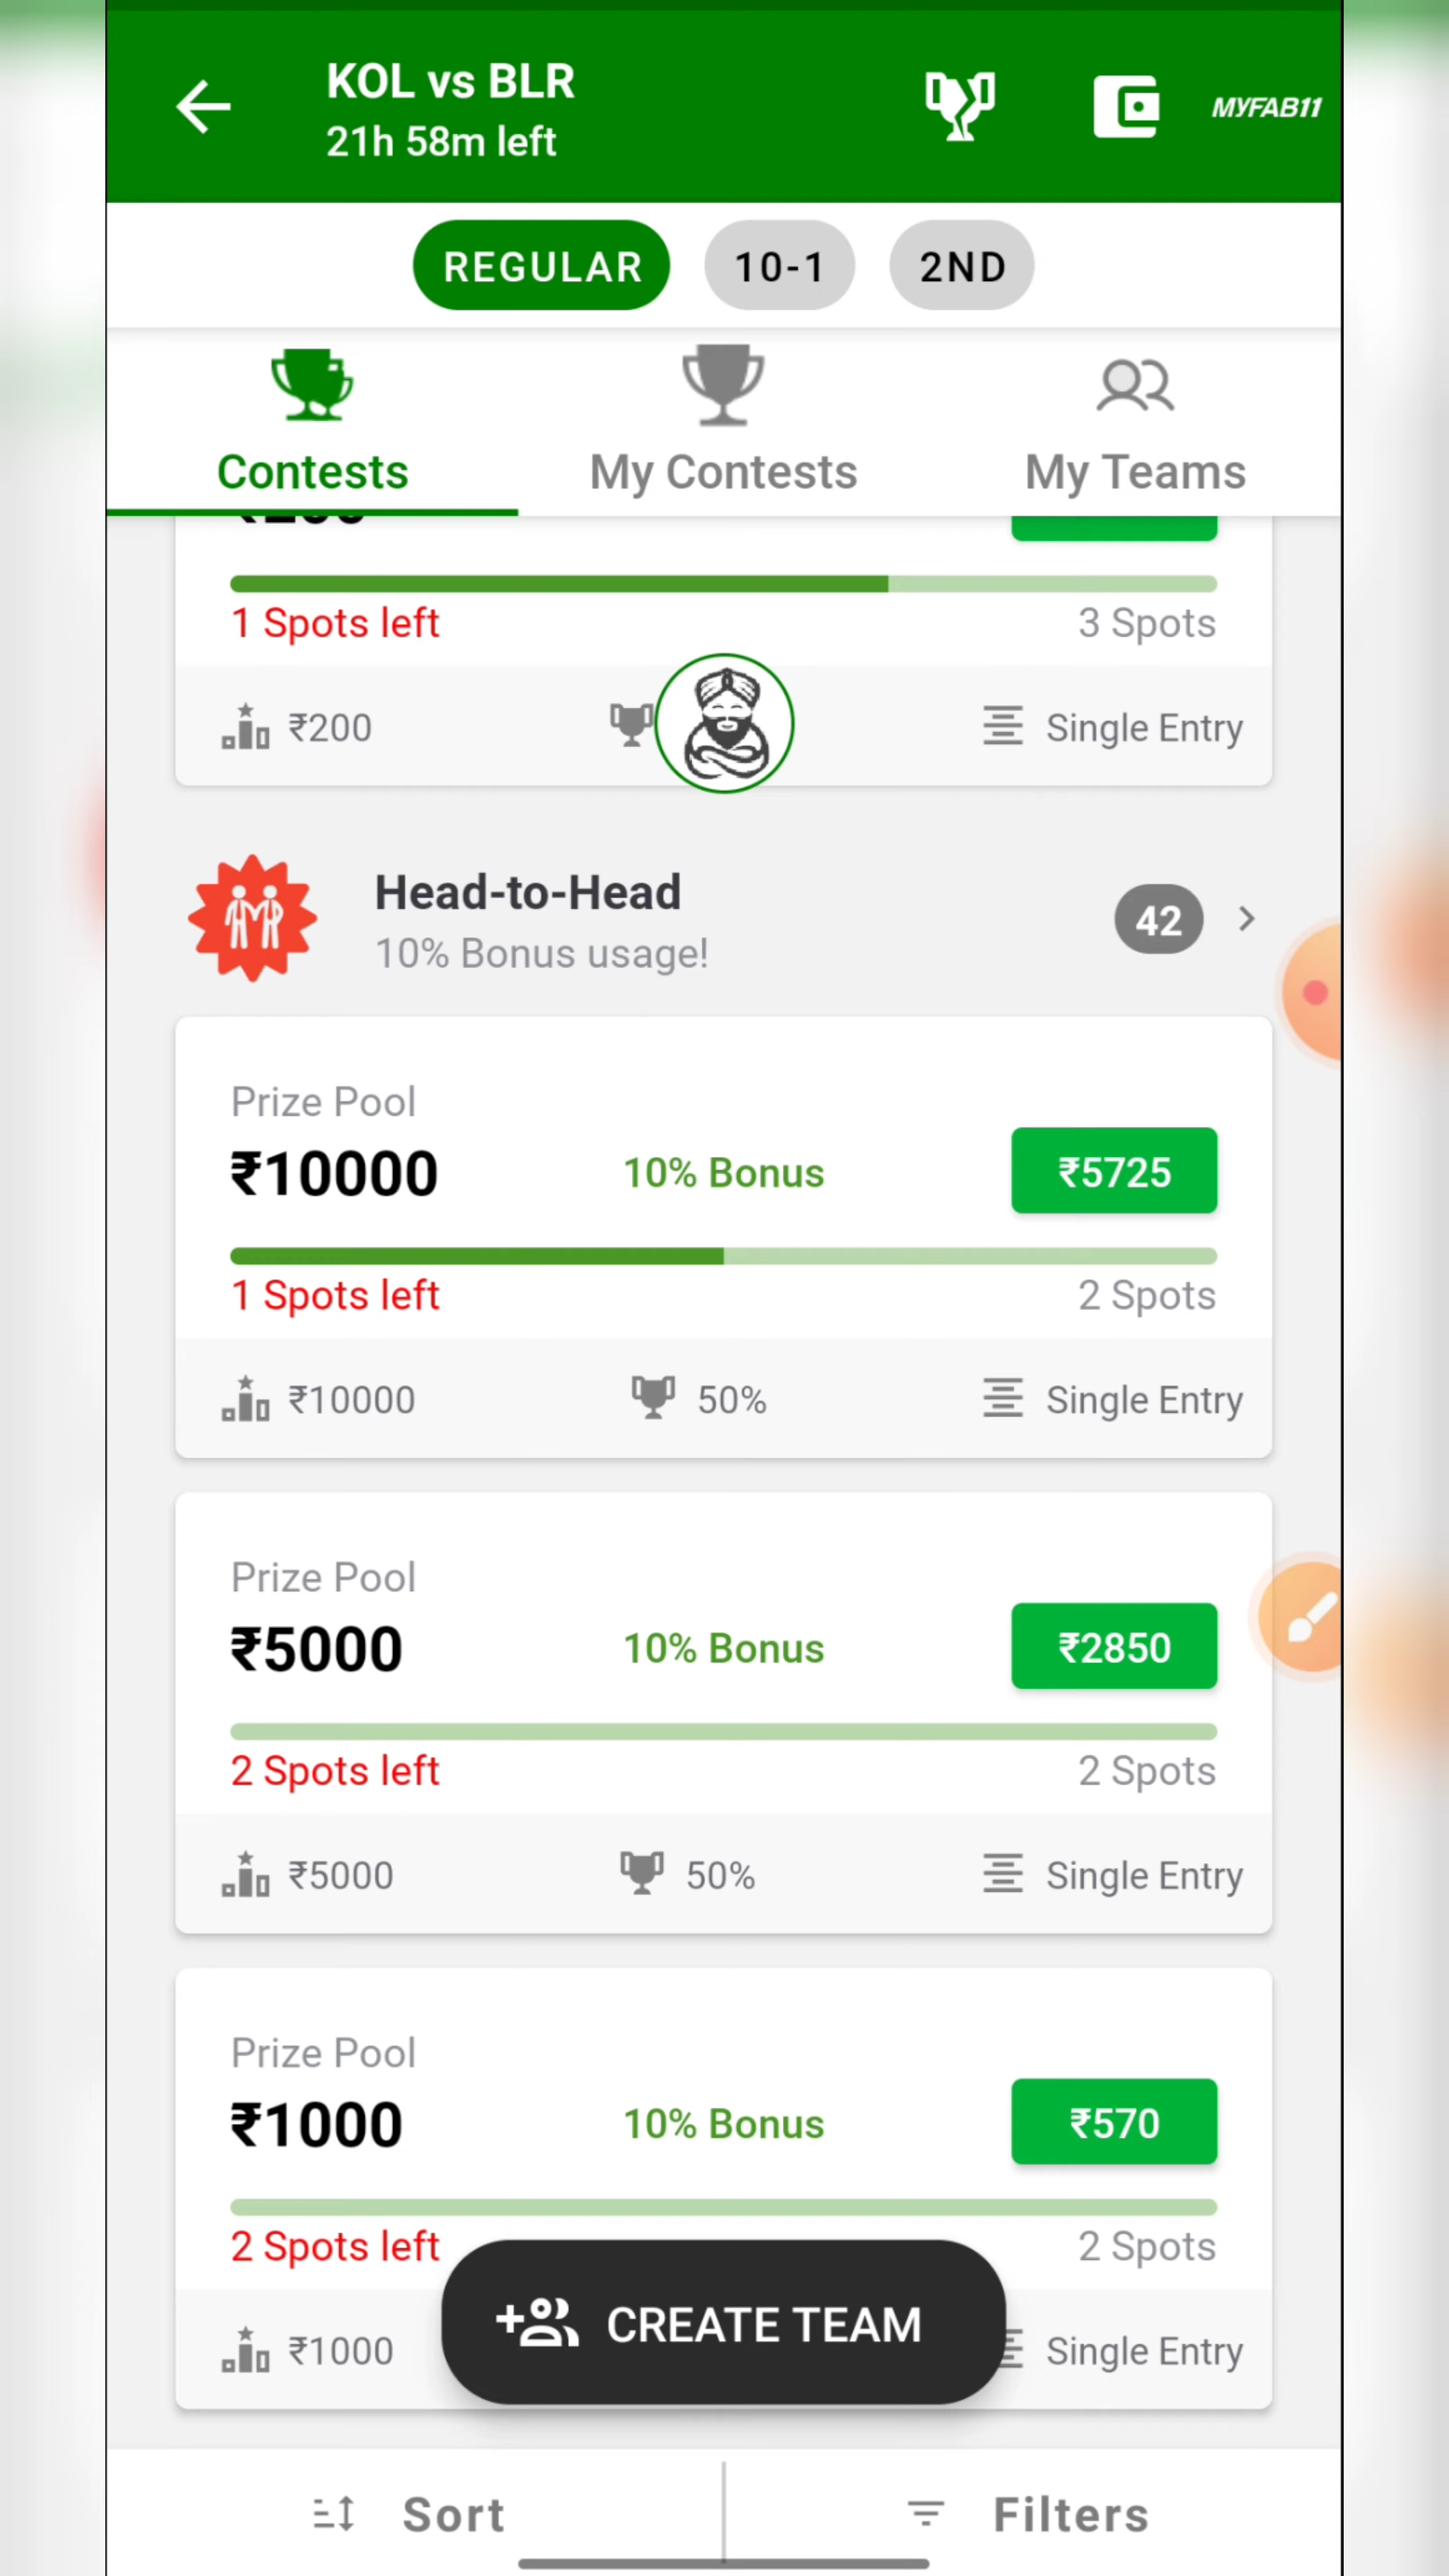 KOL vs BLR
21h 58m left
MYFAB11
REGULAR 10-1 2ND
Contests My Contests My Teams
1 Spots left 3 Spots
₹200 Single Entry
Head-to-Head
10% Bonus usage!
42
Prize Pool
₹10000 10% Bonus ₹5725
1 Spots left 2 Spots
₹10000 50% Single Entry
Prize Pool
₹5000 10% Bonus ₹2850
2 Spots left 2 Spots
₹5000 50% Single Entry
Prize Pool
₹1000 10% Bonus ₹570
2 Spots left 2 Spots
₹1000 CREATE TEAM Single Entry
Sort Filters